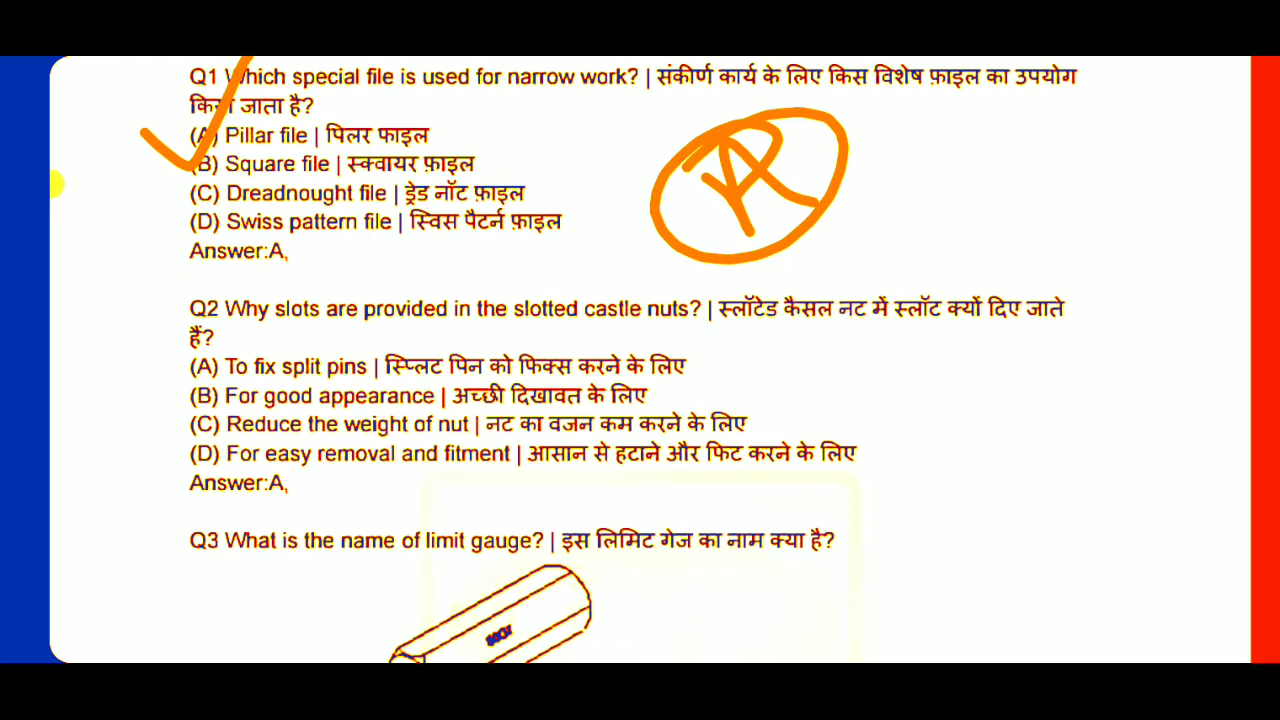 Q1 Which special file is used for narrow work? | संकीर्ण कार्य के लिए किस विशेष फ़ाइल का उपयोग
किया जाता है?
(A) Pillar file | पिलर फाइल
(B) Square file | स्क्वायर फ़ाइल
(C) Dreadnought file | ड्रेड नॉट फ़ाइल
(D) Swiss pattern file | स्विस पैटर्न फ़ाइल
Answer:A,
Q2 Why slots are provided in the slotted castle nuts? | स्लॉटेड कैसल नट में स्लॉट क्यों दिए जाते
हैं?
(A) To fix split pins | स्प्लिट पिन को फिक्स करने के लिए
(B) For good appearance | अच्छी दिखावत के लिए
(C) Reduce the weight of nut | नट का वजन कम करने के लिए
(D) For easy removal and fitment | आसान से हटाने और फिट करने के लिए
Answer:A,
Q3 What is the name of limit gauge? | इस लिमिट गेज का नाम क्या है?